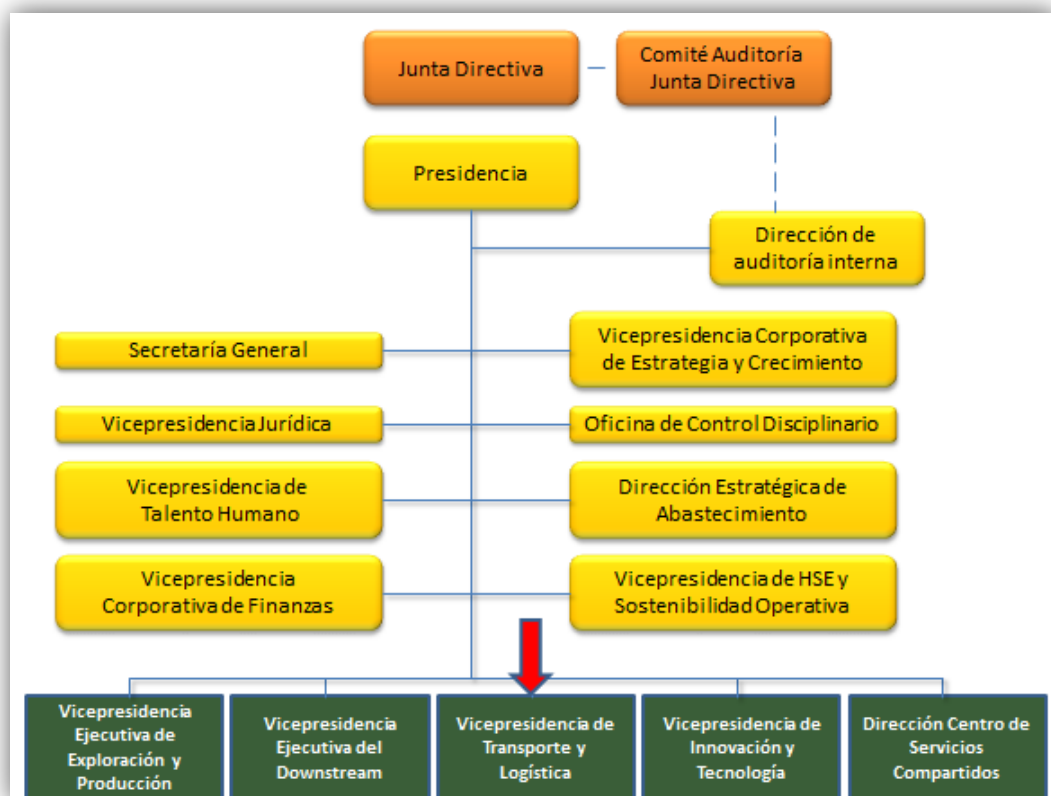 Junta Directiva
Comité Auditoría
Junta Directiva
Presidencia
Dirección de
auditoría interna
Secretaría General
Vicepresidencia Corporativa
de Estrategia y Crecimiento
Vicepresidencia Jurídica
Oficina de Control Disciplinario
Vicepresidencia de
Talento Humano
Dirección Estratégica de
Abastecimiento
Vicepresidencia
Corporativa de Finanzas
Vicepresidencia de HSE y
Sostenibilidad Operativa
Vicepresidencia
Ejecutiva de
Exploración y
Producción
Vicepresidencia
Ejecutiva del
Downstream
Vicepresidencia de
Transporte y
Logística
Vicepresidencia de
Innovación y
Tecnología
Dirección Centro de
Servicios
Compartidos